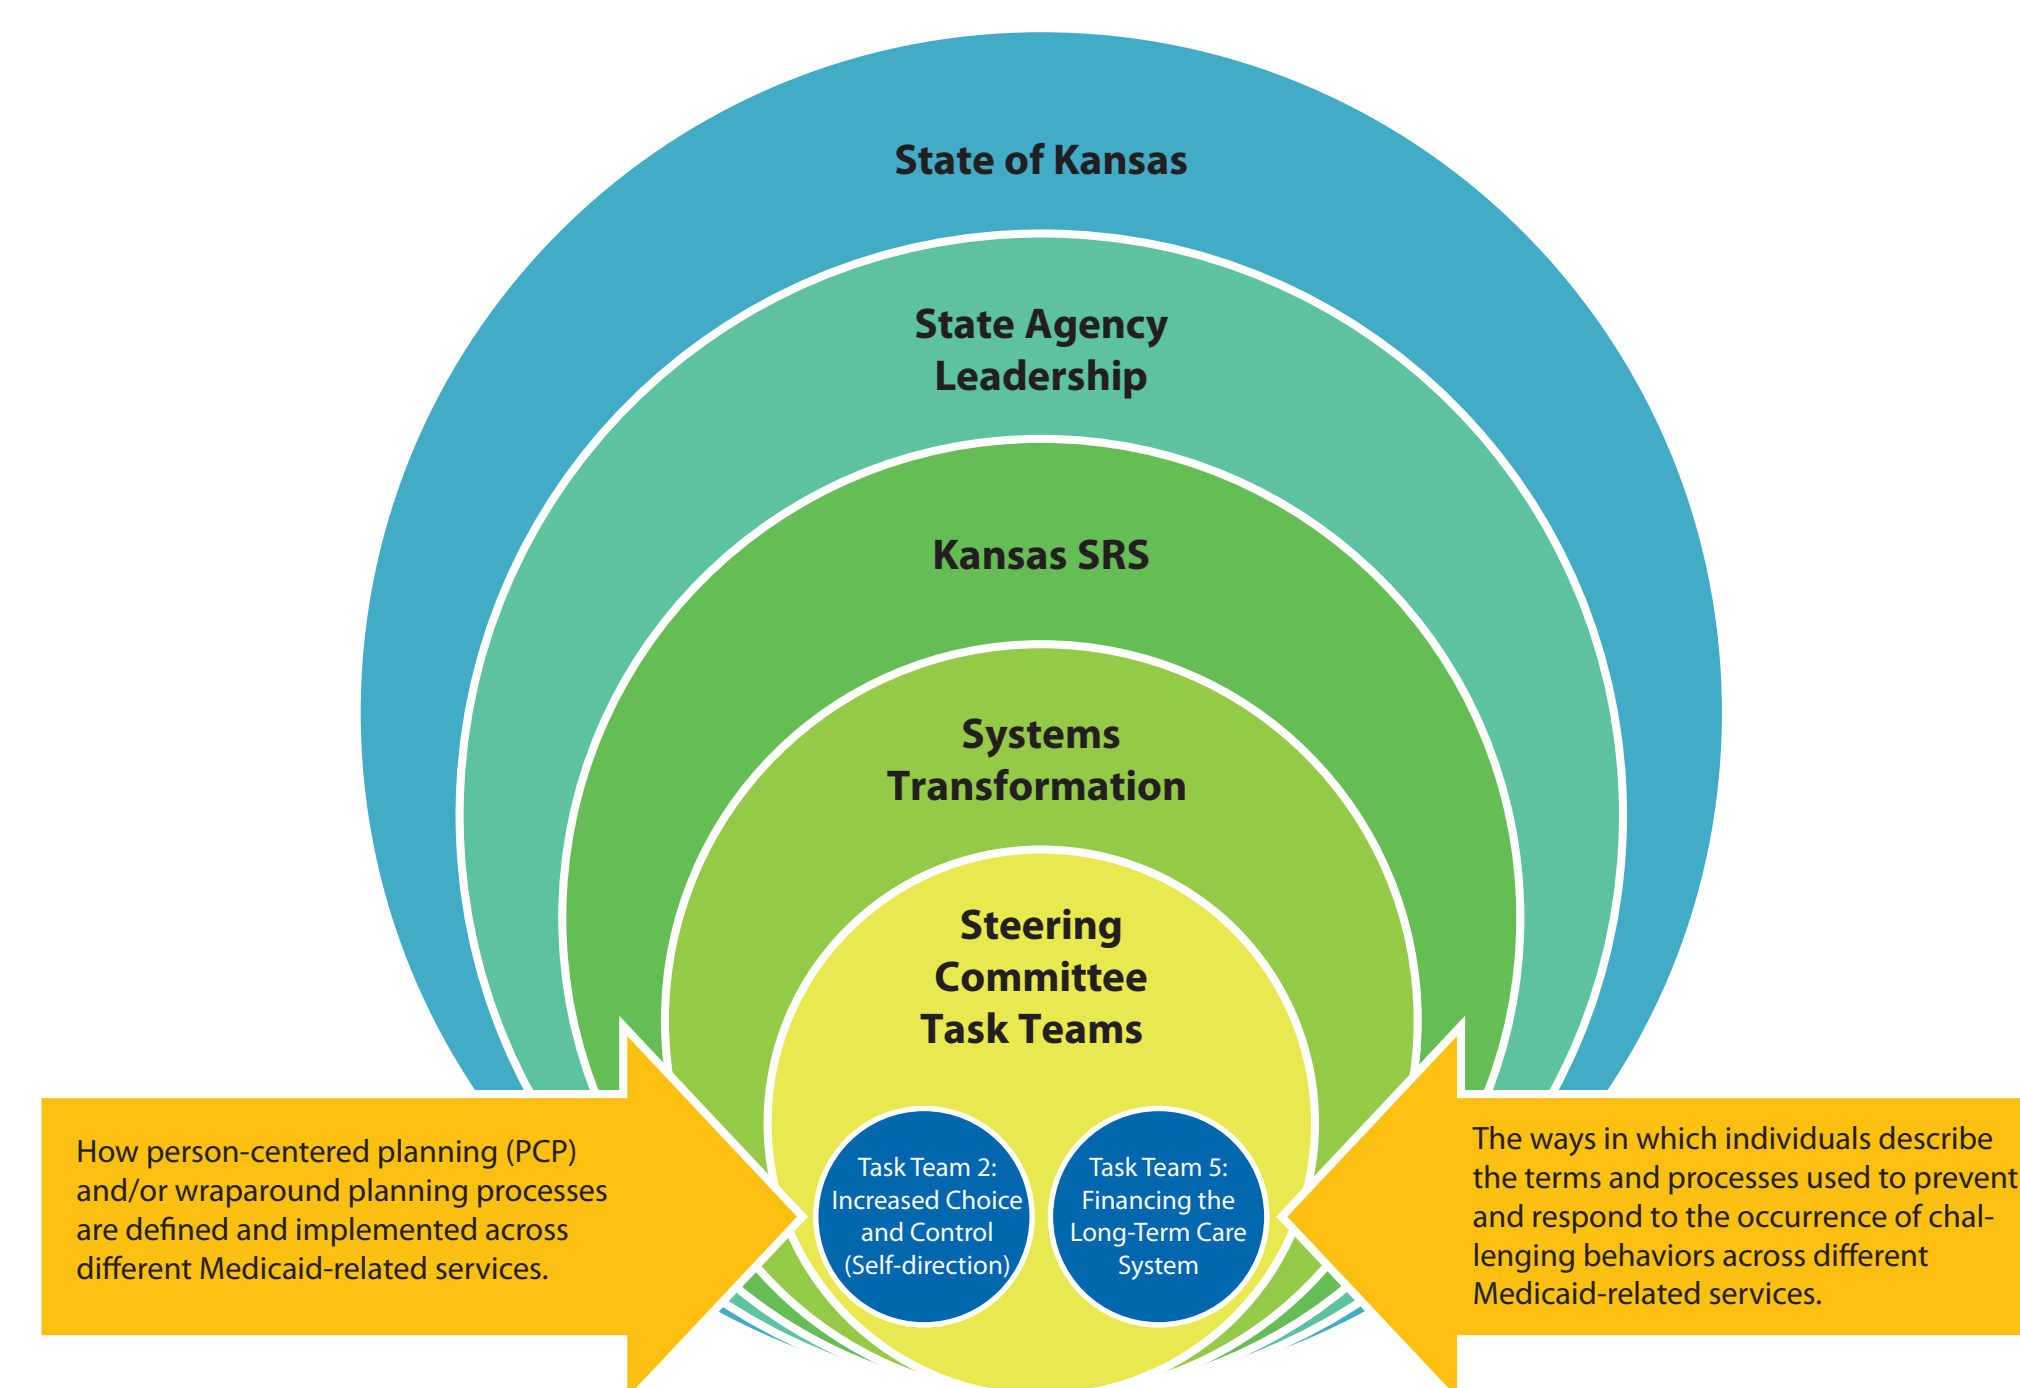 State of Kansas
State Agency
Leadership
Kansas SRS
Systems
Transformation
Steering
Committee
Task Teams
How person-centered planning (PCP)
and/or wraparound planning processes
are defined and implemented across
different Medicaid-related services.
Task Team 2:
Increased Choice
and Control
(Self-direction)
Task Team 5:
Financing the
Long-Term Care
System
The ways in which individuals describe
the terms and processes used to prevent
and respond to the occurrence of chal-
lenging behaviors across different
Medicaid-related services.